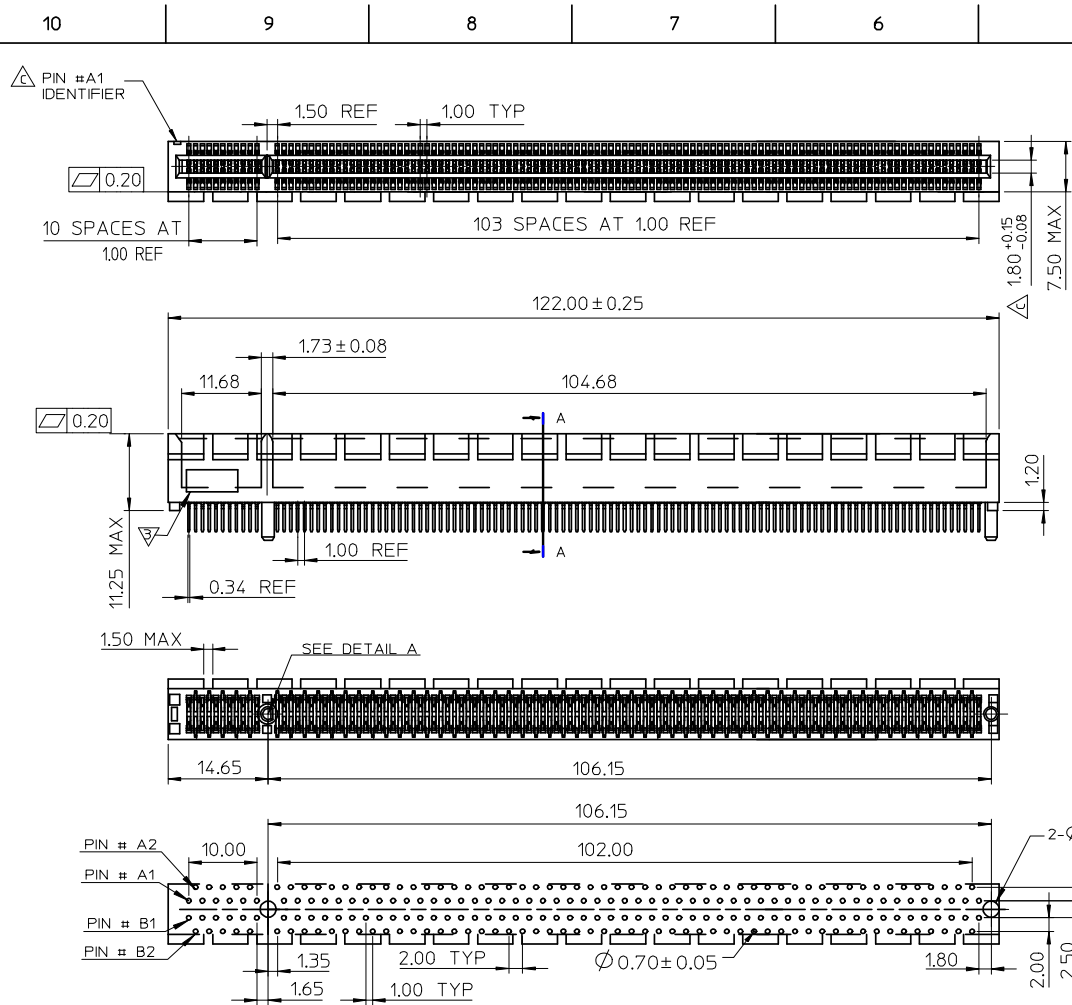 10 9 8 7 6
C PIN #A1
IDENTIFIER
1.50 REF 1.00 TYP
0.20
10 SPACES AT
1.00 REF
103 SPACES AT 1.00 REF
1.80 +0.15 -0.08
C
7.50 MAX
122.00±0.25
1.73±0.08
11.68 104.68
0.20
A
1.20
11.25 MAX
3
1.00 REF
A
0.34 REF
1.50 MAX
SEE DETAIL A
14.65 106.15
106.15
PIN # A2
10.00 102.00
2-Ø
PIN # A1
PIN # B1
PIN # B2
1.35
2.00 TYP
Ø 0.70±0.05
1.80
2.00
2.50
1.65
1.00 TYP